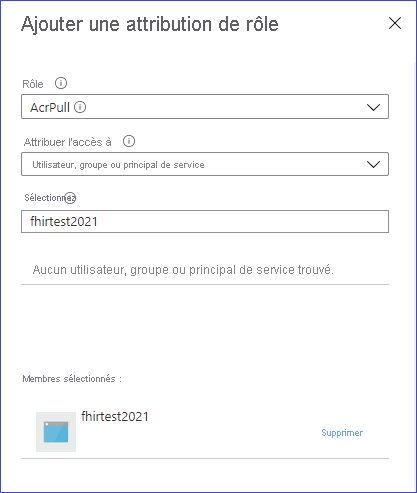 Ajouter une attribution de rôle
Rôle
AcrPull
Attribuer l'accès à
Utilisateur, groupe ou principal de service
Sélectionnez
fhirtest2021
Aucun utilisateur, groupe ou principal de service trouvé.
Membres sélectionnés :
fhirtest2021
Supprimer